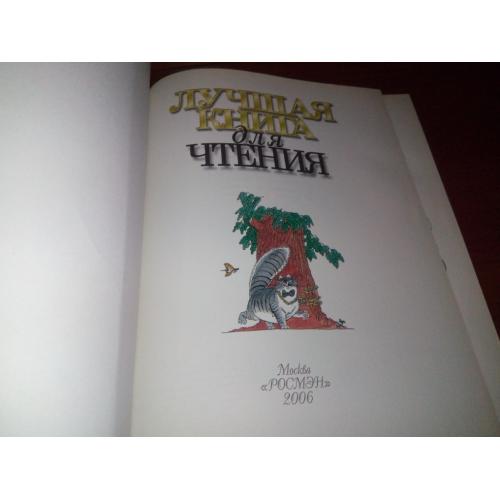 ЛУЧШАЯ
КНИГА
для
ЧТЕНИЯ
Москва
«РОСМЭН»
2006